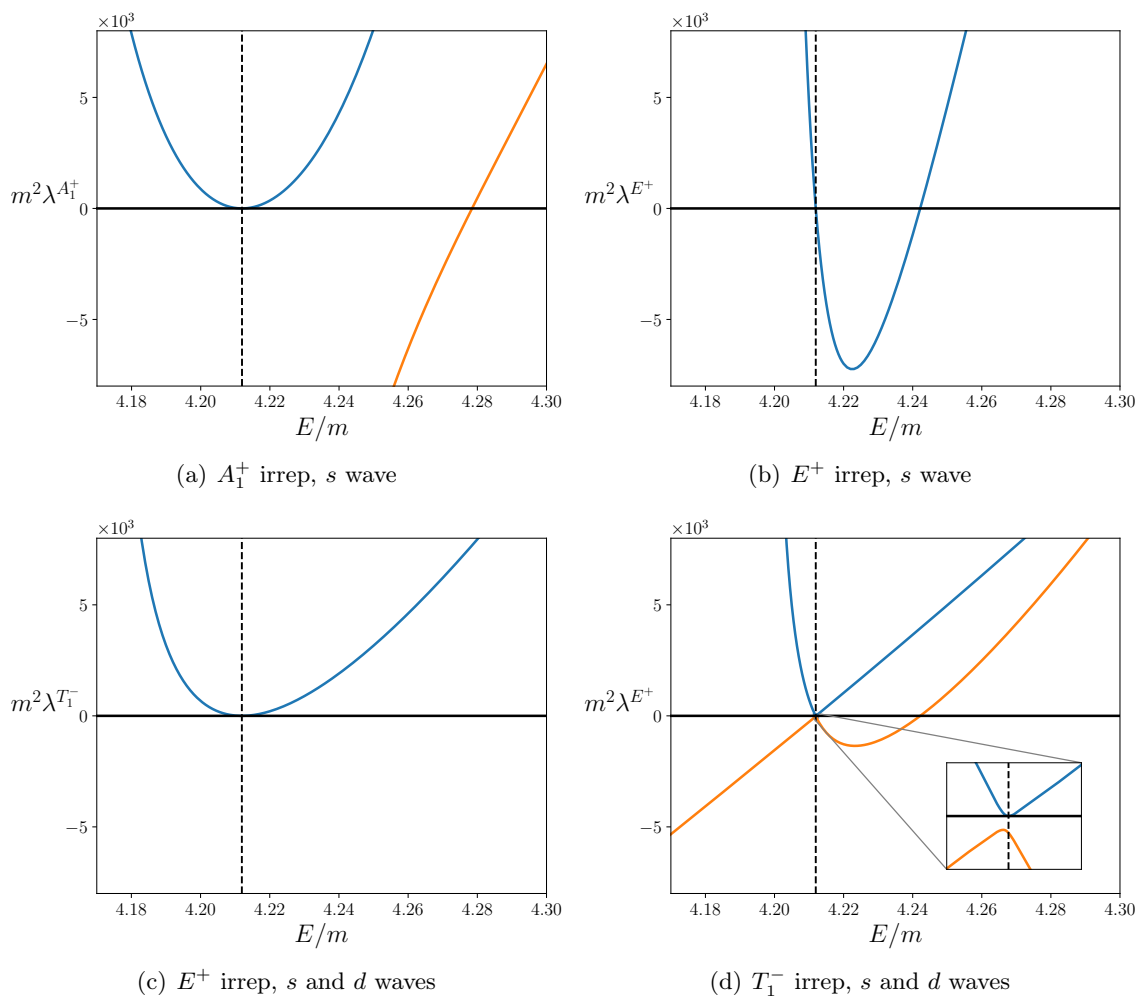 ×10³ ×10³
5 5
m²λ^{A₁⁺} 0 m²λ^{E⁺} 0
−5 −5
4.18 4.20 4.22 4.24 4.26 4.28 4.30 4.18 4.20 4.22 4.24 4.26 4.28 4.30
E/m E/m
(a) A₁⁺ irrep, s wave (b) E⁺ irrep, s wave
×10³ ×10³
5 5
m²λ^{T₁⁻} 0 m²λ^{E⁺} 0
−5 −5
4.18 4.20 4.22 4.24 4.26 4.28 4.30 4.18 4.20 4.22 4.24 4.26 4.28 4.30
E/m E/m
(c) E⁺ irrep, s and d waves (d) T₁⁻ irrep, s and d waves